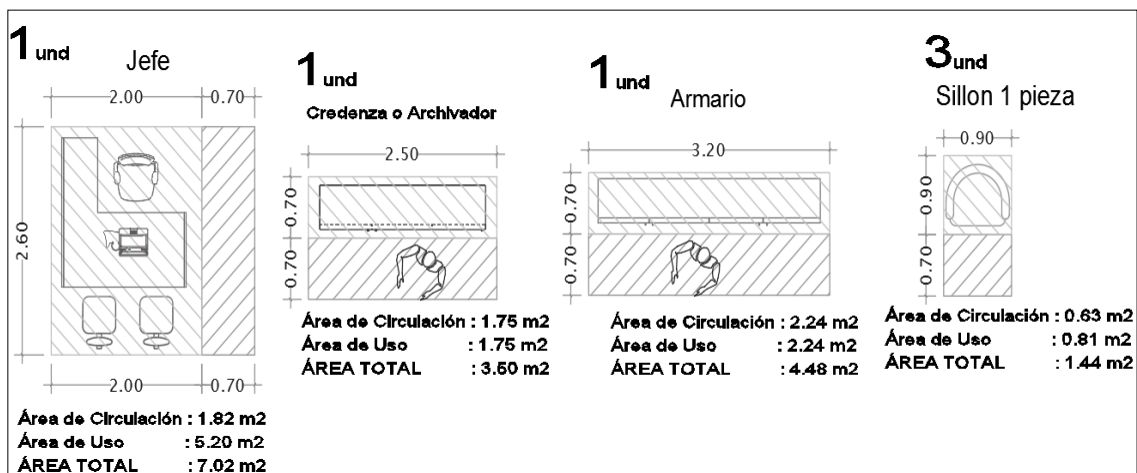 1 und
Jefe
2.00
0.70
2.60
2.00
0.70
Área de Circulación : 1.82 m2
Área de Uso : 5.20 m2
ÁREA TOTAL : 7.02 m2
1 und
Credenza o Archivador
2.50
0.70
0.70
Área de Circulación : 1.75 m2
Área de Uso : 1.75 m2
ÁREA TOTAL : 3.50 m2
1 und
Armario
3.20
0.70
0.70
Área de Circulación : 2.24 m2
Área de Uso : 2.24 m2
ÁREA TOTAL : 4.48 m2
3 und
Sillon 1 pieza
0.90
0.90
0.70
Área de Circulación : 0.63 m2
Área de Uso : 0.81 m2
ÁREA TOTAL : 1.44 m2